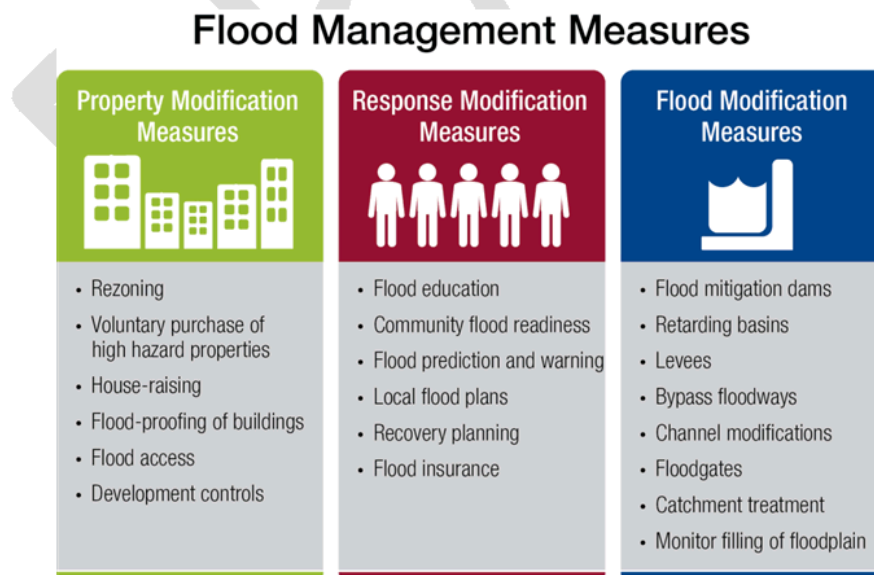 Flood Management Measures
Property Modification
Measures
• Rezoning
• Voluntary purchase of
high hazard properties
• House-raising
• Flood-proofing of buildings
• Flood access
• Development controls
Response Modification
Measures
• Flood education
• Community flood readiness
• Flood prediction and warning
• Local flood plans
• Recovery planning
• Flood insurance
Flood Modification
Measures
• Flood mitigation dams
• Retarding basins
• Levees
• Bypass floodways
• Channel modifications
• Floodgates
• Catchment treatment
• Monitor filling of floodplain